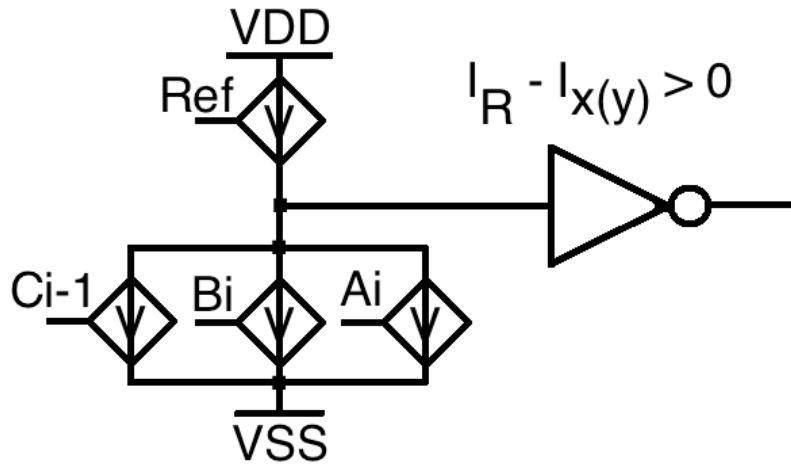 VDD
Ref
I_R - I_x(y) > 0
Ci-1
Bi
Ai
VSS